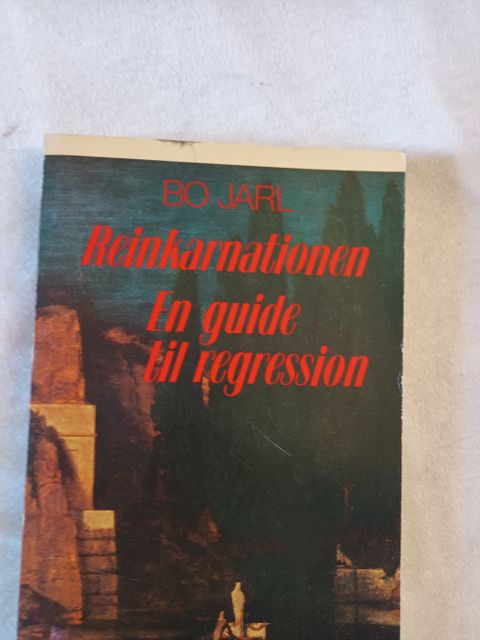 BO JARL
Reinkarnationen
En guide
til regression